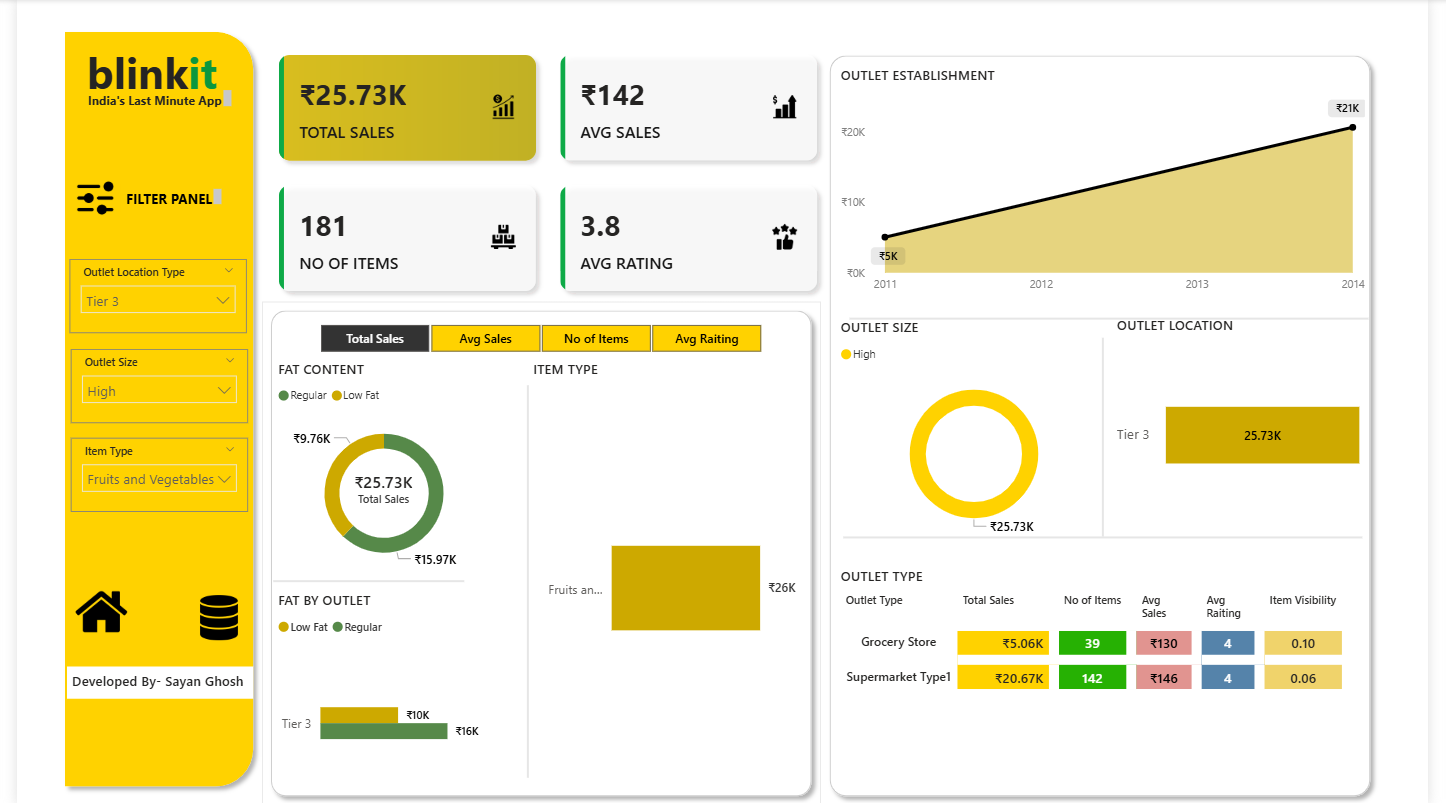 blinkit
India's Last Minute App
FILTER PANEL
Outlet Location Type
Tier 3
Outlet Size
High
Item Type
Fruits and Vegetables
Developed By- Sayan Ghosh
₹25.73K
TOTAL SALES
₹142
AVG SALES
181
NO OF ITEMS
3.8
AVG RATING
Total Sales
Avg Sales
No of Items
Avg Raiting
FAT CONTENT
Regular
Low Fat
₹9.76K
₹25.73K
Total Sales
₹15.97K
FAT BY OUTLET
Low Fat
Regular
Tier 3
₹10K
₹16K
ITEM TYPE
Fruits an...
₹26K
OUTLET ESTABLISHMENT
₹21K
₹20K
₹10K
₹5K
₹0K
2011
2012
2013
2014
OUTLET SIZE
High
₹25.73K
OUTLET LOCATION
Tier 3
25.73K
OUTLET TYPE
Outlet Type Total Sales No of Items Avg Sales Avg Raiting Item Visibility
Grocery Store ₹5.06K 39 ₹130 4 0.10
Supermarket Type1 ₹20.67K 142 ₹146 4 0.06